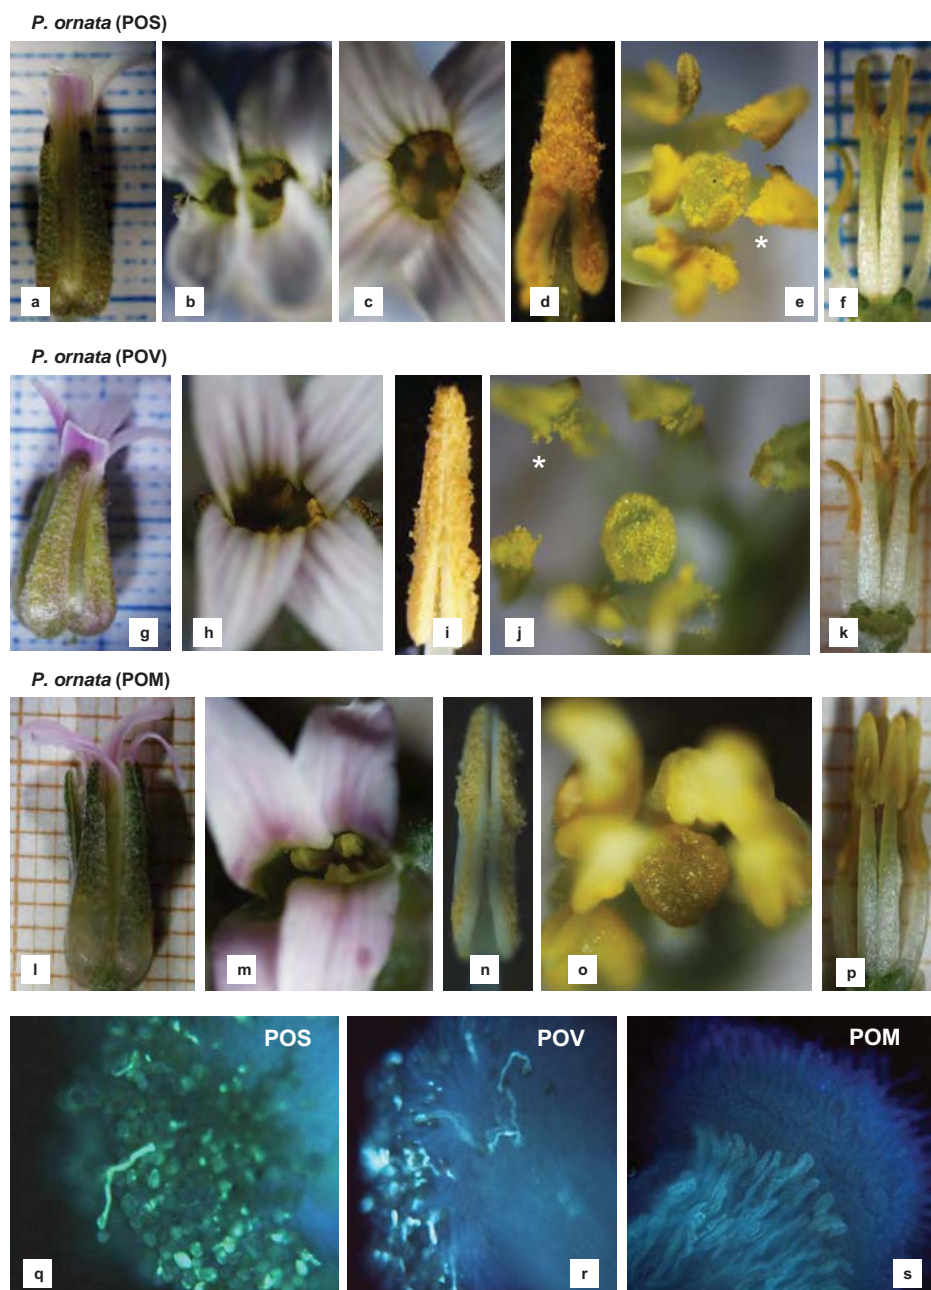 P. ornata (POS)
a b c d e f
*
P. ornata (POV)
g h i j k
*
P. ornata (POM)
l m n o p
POS POV POM
q r s